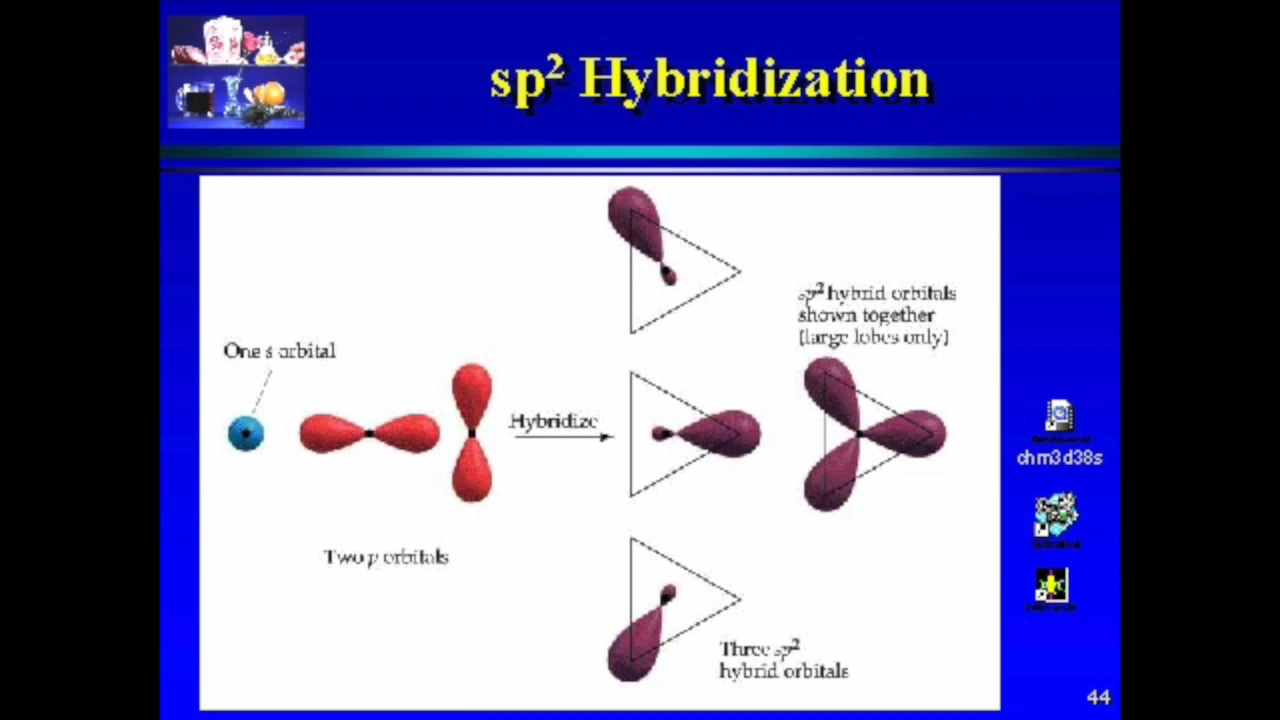 sp² Hybridization
sp² hybrid orbitals
shown together
(large lobes only)
One s orbital
Hybridize
Two p orbitals
Three sp²
hybrid orbitals
chm3d38s
44